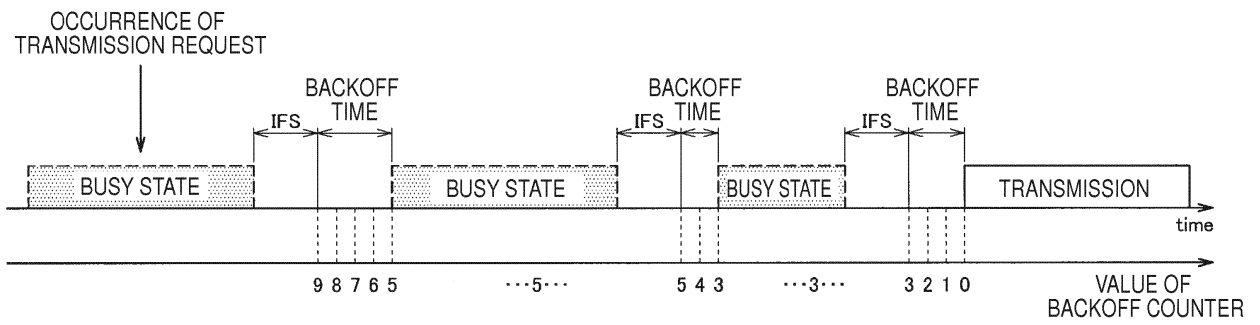 OCCURRENCE OF
TRANSMISSION REQUEST
BACKOFF
TIME
BACKOFF
TIME
BACKOFF
TIME
IFS
IFS
IFS
BUSY STATE
BUSY STATE
BUSY STATE
TRANSMISSION
time
9 8 7 6 5 ···5··· 5 4 3 ···3··· 3 2 1 0
VALUE OF
BACKOFF COUNTER